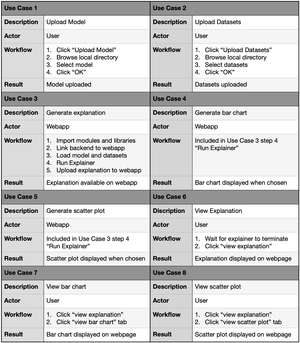 Use Case 1
Description Upload Model
Actor User
Workflow 1. Click “Upload Model”
2. Browse local directory
3. Select model
4. Click “OK”
Result Model uploaded
Use Case 2
Description Upload Datasets
Actor User
Workflow 1. Click “Upload Datasets”
2. Browse local directory
3. Select datasets
4. Click “OK”
Result Datasets uploaded
Use Case 3
Description Generate explanation
Actor Webapp
Workflow 1. Import modules and libraries
2. Link backend to webapp
3. Load model and datasets
4. Run Explainer
5. Upload explanation to webapp
Result Explanation available on webapp
Use Case 4
Description Generate bar chart
Actor Webapp
Workflow Included in Use Case 3 step 4
“Run Explainer”
Result Bar chart displayed when chosen
Use Case 5
Description Generate scatter plot
Actor Webapp
Workflow Included in Use Case 3 step 4
“Run Explainer”
Result Scatter plot displayed when chosen
Use Case 6
Discription View Explanation
Actor User
Workflow 1. Wait for explainer to terminate
2. Click “view explanation”
Result Explanation displayed on webpage
Use Case 7
Description View bar chart
Actor User
Workflow 1. Click “view explanation”
2. Click “view bar chart” tab
Result Bar chart displayed on webpage
Use Case 8
Description View scatter plot
Actor User
Workflow 1. Click “view explanation”
2. Click “view scatter plot” tab
Result Scatter plot displayed on webpage